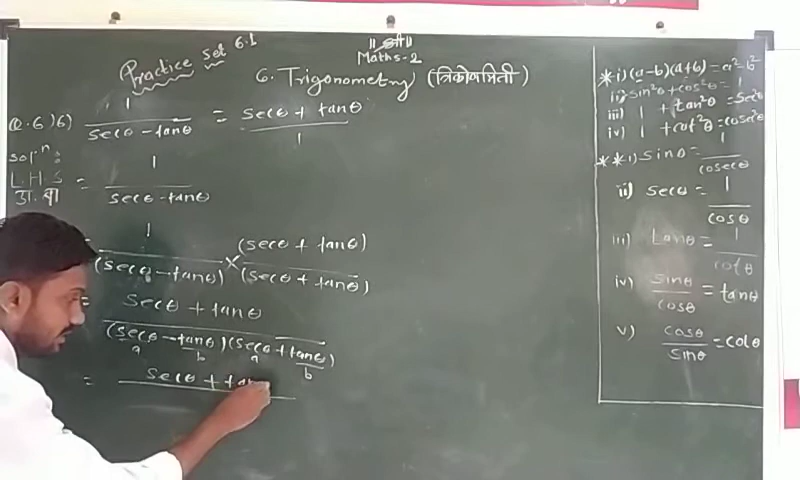 ॥ श्री ॥
Maths-2
Practice Set 6.1
6. Trigonometry (त्रिकोणमिती)
Q.6)6) 1 / secθ - tanθ = secθ + tanθ / 1
solⁿ:
L.H.S = 1 / secθ - tanθ
डा. बा
= 1 / (secθ - tanθ) × (secθ + tanθ) / (secθ + tanθ)
= secθ + tanθ / (secθ - tanθ)(secθ + tanθ)
a b a b
= secθ + ta
* i) (a-b)(a+b) = a²-b²
ii) sin²θ + cos²θ = 1
iii) 1 + tan²θ = sec²θ
iv) 1 + cot²θ = cosec²θ
** i) sinθ = 1 / cosecθ
ii) secθ = 1 / cosθ
iii) tanθ = 1 / cotθ
iv) sinθ / cosθ = tanθ
v) cosθ / sinθ = cotθ